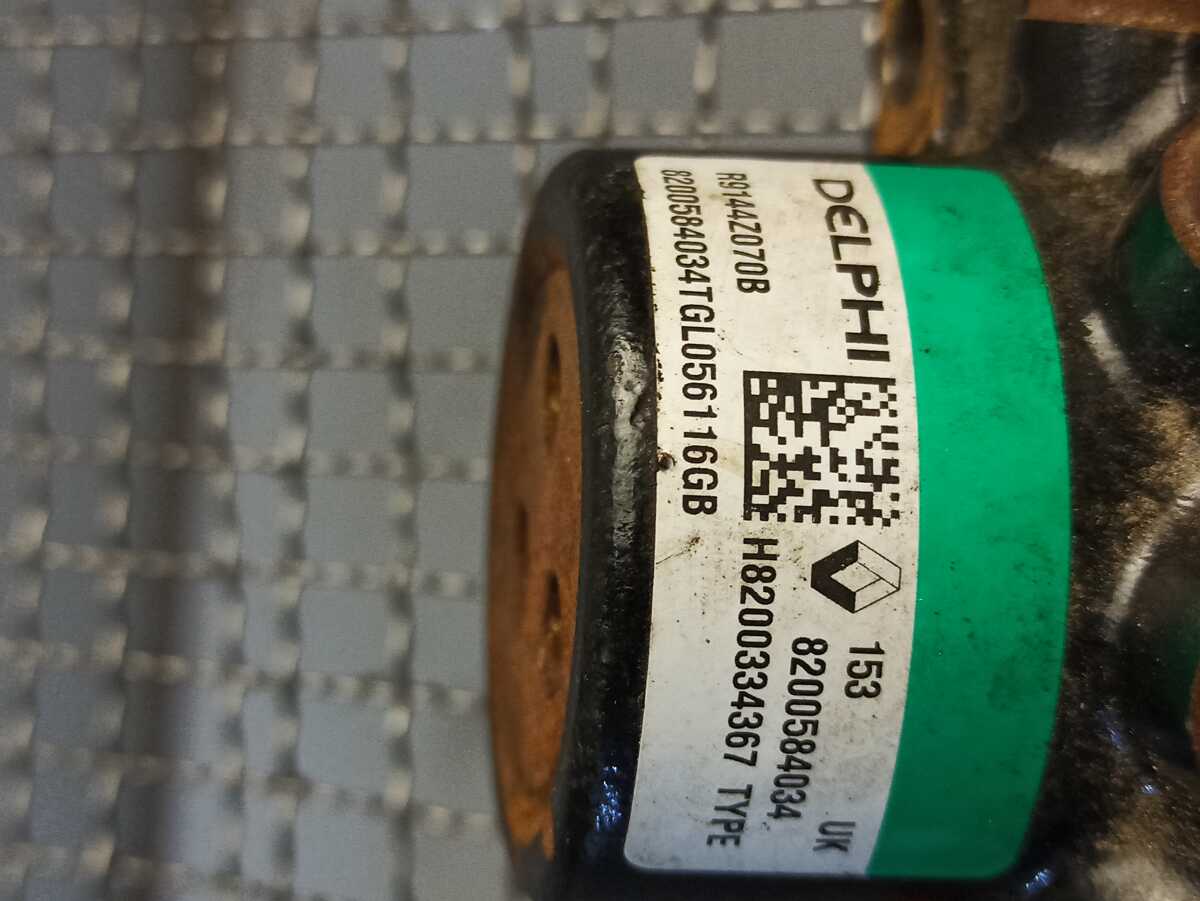 DELPHI
153
UK
8200584034
H8200334367 TYPE
R9144Z070B
8200584034TGL056116GB